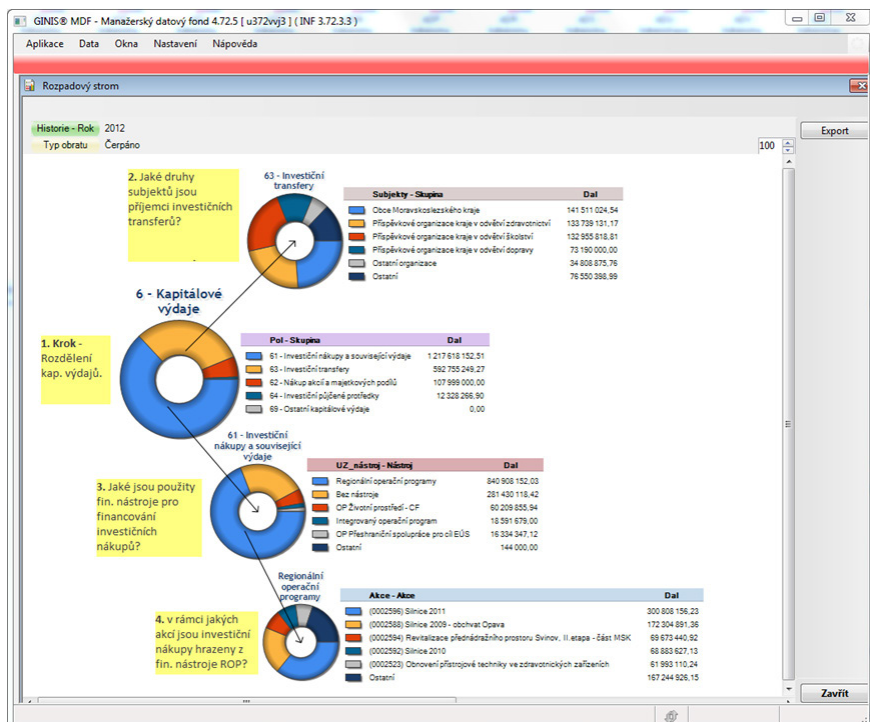 GINIS® MDF - Manažerský datový fond 4.72.5 [ u372vvj3 ] ( INF 3.72.3.3 )
Aplikace Data Okna Nastavení Nápověda
Rozpadový strom
Historie - Rok 2012
Typ obratu Čerpáno
100
Export
2. Jaké druhy
subjektů jsou
příjemci investičních
transferů?
63 - Investiční
transfery
Subjekty - Skupina Dal
Obce Moravskoslezského kraje 141 511 024,54
Příspěvkové organizace kraje v odvětví zdravotnictví 133 739 131,17
Příspěvkové organizace kraje v odvětví školství 132 955 818,81
Příspěvkové organizace kraje v odvětví dopravy 73 190 000,00
Ostatní organizace 34 808 875,76
Ostatní 76 550 398,99
6 - Kapitálové
výdaje
1. Krok -
Rozdělení
kap. výdajů.
Pol - Skupina Dal
61 - Investiční nákupy a související výdaje 1 217 618 152,51
63 - Investiční transfery 592 755 249,27
62 - Nákup akcií a majetkových podílů 107 999 000,00
64 - Investiční půjčené protředky 12 328 266,90
69 - Ostatní kapitálové výdaje 0,00
61 - Investiční
nákupy a související
výdaje
3. Jaké jsou použity
fin. nástroje pro
financování
investičních
nákupů?
UZ_nástroj - Nástroj Dal
Regionální operační programy 840 908 152,03
Bez nástroje 281 430 118,42
OP Životní prostředí - CF 60 209 855,94
Integrovaný operační program 18 591 679,00
OP Přeshraniční spolupráce pro cíl EÚS 16 334 347,12
Ostatní 144 000,00
Regionální
operační
programy
4. v rámci jakých
akcí jsou investiční
nákupy hrazeny z
fin. nástroje ROP?
Akce - Akce Dal
(0002596) Silnice 2011 300 808 156,23
(0002588) Silnice 2009 - obchvat Opava 172 304 891,36
(0002594) Revitalizace přednádražního prostoru Svinov, II.etapa - část MSK 69 673 440,92
(0002592) Silnice 2010 68 883 627,13
(0002523) Obnovení přístrojové techniky ve zdravotnických zařízeních 61 993 110,24
Ostatní 167 244 926,15
Zavřít